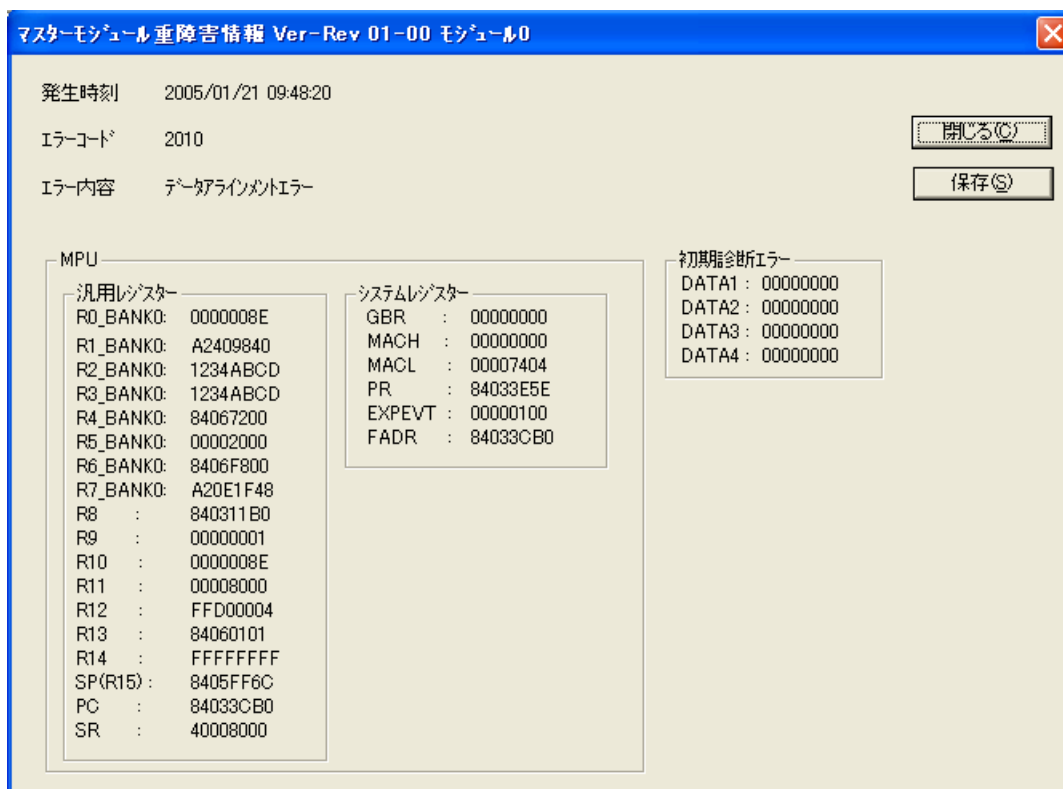 マスターモジュール重障害情報 Ver-Rev 01-00 モジュール0
発生時刻 2005/01/21 09:48:20
エラーコード 2010
エラー内容 データアラインメントエラー
閉じる(C)
保存(S)
MPU
汎用レジスター
R0_BANK0: 0000008E
R1_BANK0: A2409840
R2_BANK0: 1234ABCD
R3_BANK0: 1234ABCD
R4_BANK0: 84067200
R5_BANK0: 00002000
R6_BANK0: 8406F800
R7_BANK0: A20E1F48
R8 : 840311B0
R9 : 00000001
R10 : 0000008E
R11 : 00008000
R12 : FFD00004
R13 : 84060101
R14 : FFFFFFFF
SP(R15) : 8405FF6C
PC : 84033CB0
SR : 40008000
システムレジスター
GBR : 00000000
MACH : 00000000
MACL : 00007404
PR : 84033E5E
EXPEVT : 00000100
FADR : 84033CB0
初期診断エラー
DATA1 : 00000000
DATA2 : 00000000
DATA3 : 00000000
DATA4 : 00000000